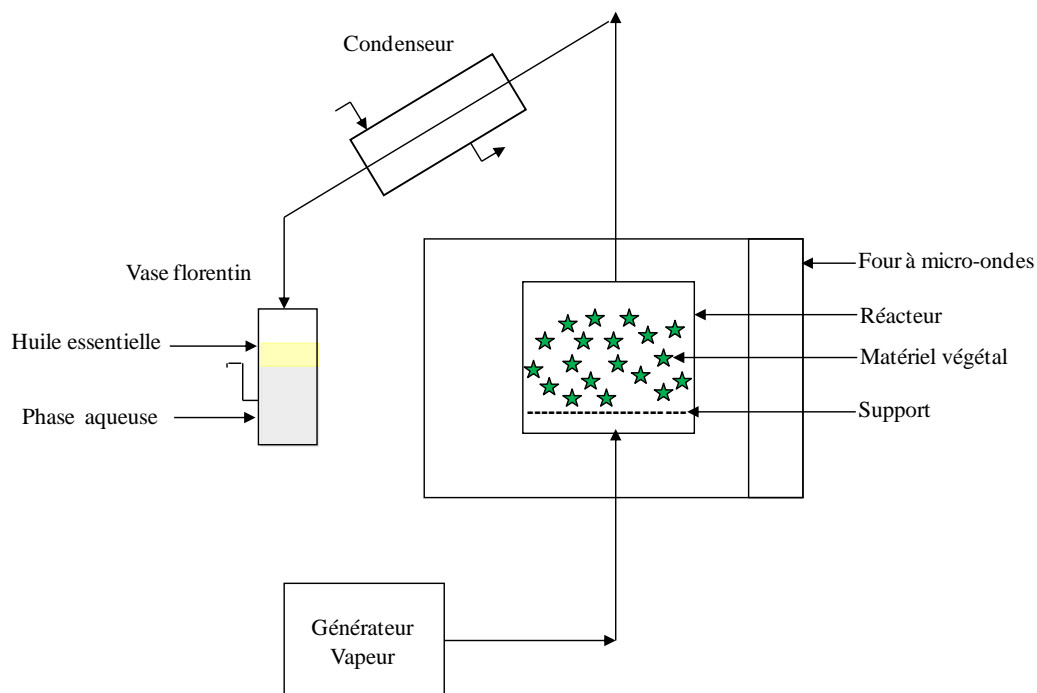 Condenseur
Four à micro-ondes
Vase florentin
Réacteur
Huile essentielle
Matériel végétal
Support
Phase aqueuse
Générateur
Vapeur